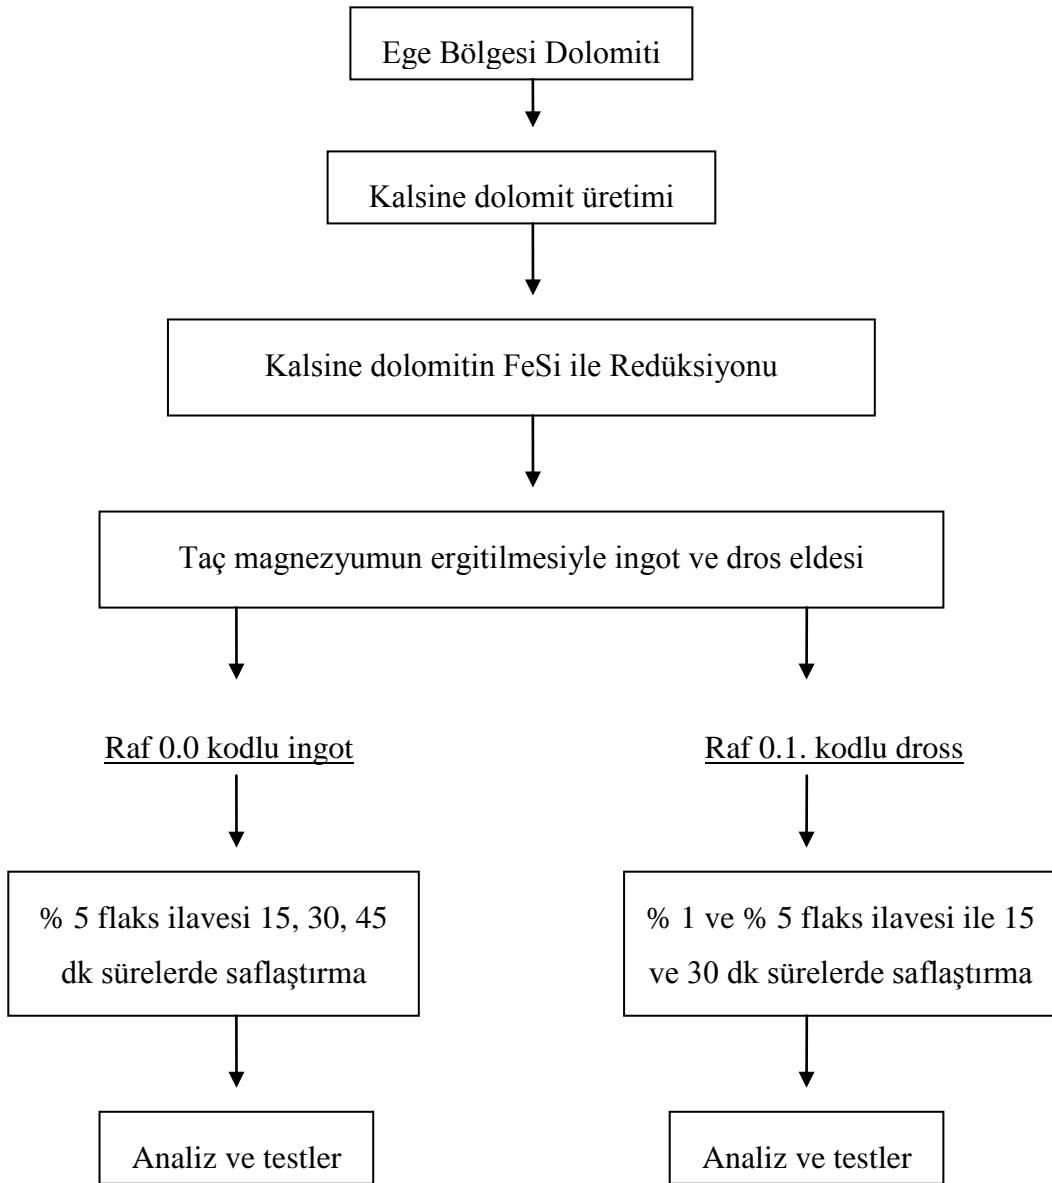 Ege Bölgesi Dolomiti
Kalsine dolomit üretimi
Kalsine dolomitin FeSi ile Redüksiyonu
Taç magnezyumun ergitilmesiyle ingot ve dros eldesi
Raf 0.0 kodlu ingot
Raf 0.1. kodlu dross
% 5 flaks ilavesi 15, 30, 45
dk sürelerde saflaştırma
% 1 ve % 5 flaks ilavesi ile 15
ve 30 dk sürelerde saflaştırma
Analiz ve testler
Analiz ve testler